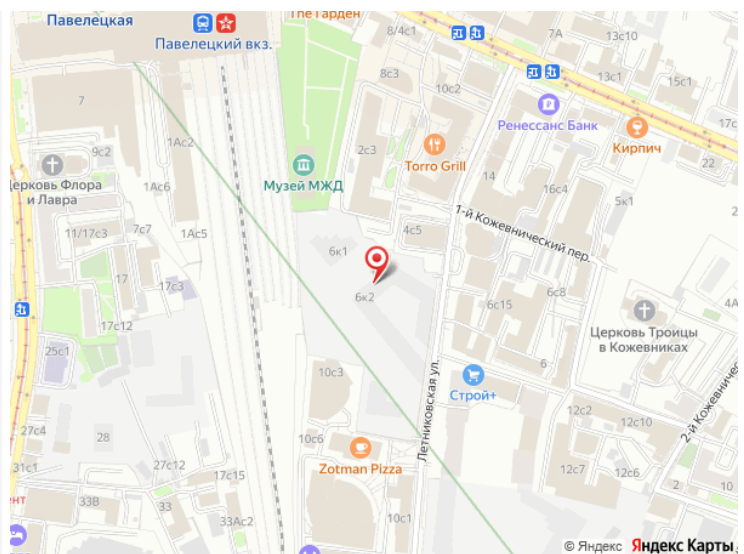 Павелецкая
Павелецкий вкз.
The Гарден
8/4с1
7А
13с10
8с3
10с2
13с1
15с1
7
Ренессанс Банк
Кирпич
1Ас2
9с2
2с3
Torro Grill
14
22
Музей МЖД
16с4
и Лавра
1Ас6
5к1
7с7
1-й Кожевнический пер.
11/17с3
1Ас5
4с5
6к1
17
17с3
6к2
6с15
6с8
4А
17с12
Церковь Троицы
в Кожевниках
25с1
6
10с3
Строй+
Летниковская ул.
12с2
12с10
2-й Кожевнич
27с4
28
10с6
Zotman Pizza
12с7
12с6
31с1
27с12
17с15
10
33В
33
33Ас2
10с1
© Яндекс Яндекс Карты